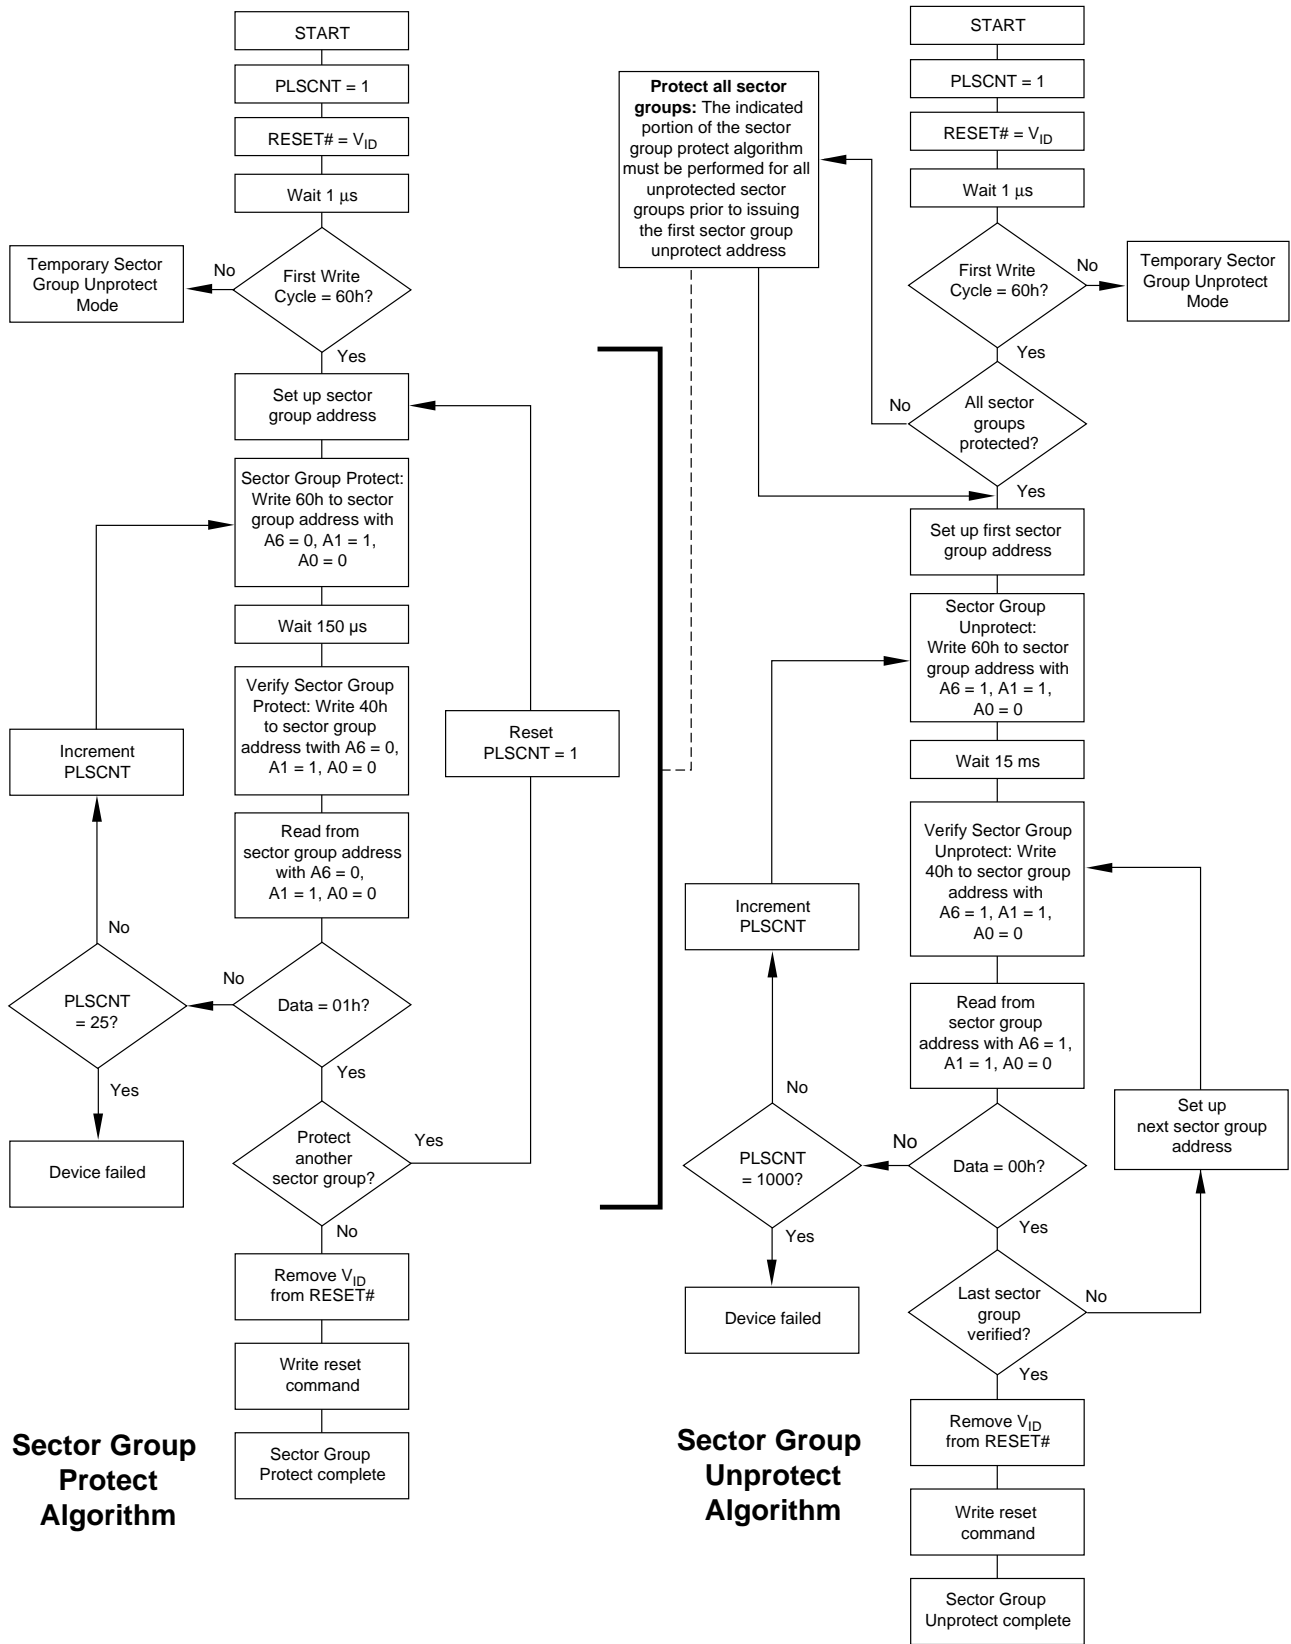 START
PLSCNT = 1
RESET# = VID
Wait 1 μs
First Write
Cycle = 60h?
No
Temporary Sector
Group Unprotect
Mode
Yes
Set up sector
group address
Sector Group Protect:
Write 60h to sector
group address with
A6 = 0, A1 = 1,
A0 = 0
Wait 150 µs
Verify Sector Group
Protect: Write 40h
to sector group
address twith A6 = 0,
A1 = 1, A0 = 0
Reset
PLSCNT = 1
Increment
PLSCNT
Read from
sector group address
with A6 = 0,
A1 = 1, A0 = 0
No
No
PLSCNT
= 25?
Data = 01h?
Yes
Yes
Device failed
Protect
another
sector group?
Yes
No
Remove VID
from RESET#
Write reset
command
Sector Group
Protect complete
Sector Group
Protect
Algorithm
START
PLSCNT = 1
Protect all sector
groups: The indicated
portion of the sector
group protect algorithm
must be performed for all
unprotected sector
groups prior to issuing
the first sector group
unprotect address
RESET# = VID
Wait 1 μs
First Write
Cycle = 60h?
No
Temporary Sector
Group Unprotect
Mode
Yes
No
All sector
groups
protected?
Yes
Set up first sector
group address
Sector Group
Unprotect:
Write 60h to sector
group address with
A6 = 1, A1 = 1,
A0 = 0
Wait 15 ms
Verify Sector Group
Unprotect: Write
40h to sector group
address with
A6 = 1, A1 = 1,
A0 = 0
Increment
PLSCNT
Read from
sector group
address with A6 = 1,
A1 = 1, A0 = 0
No
No
PLSCNT
= 1000?
Data = 00h?
Set up
next sector group
address
Yes
Yes
Device failed
Last sector
group
verified?
No
Yes
Remove VID
from RESET#
Write reset
command
Sector Group
Unprotect complete
Sector Group
Unprotect
Algorithm